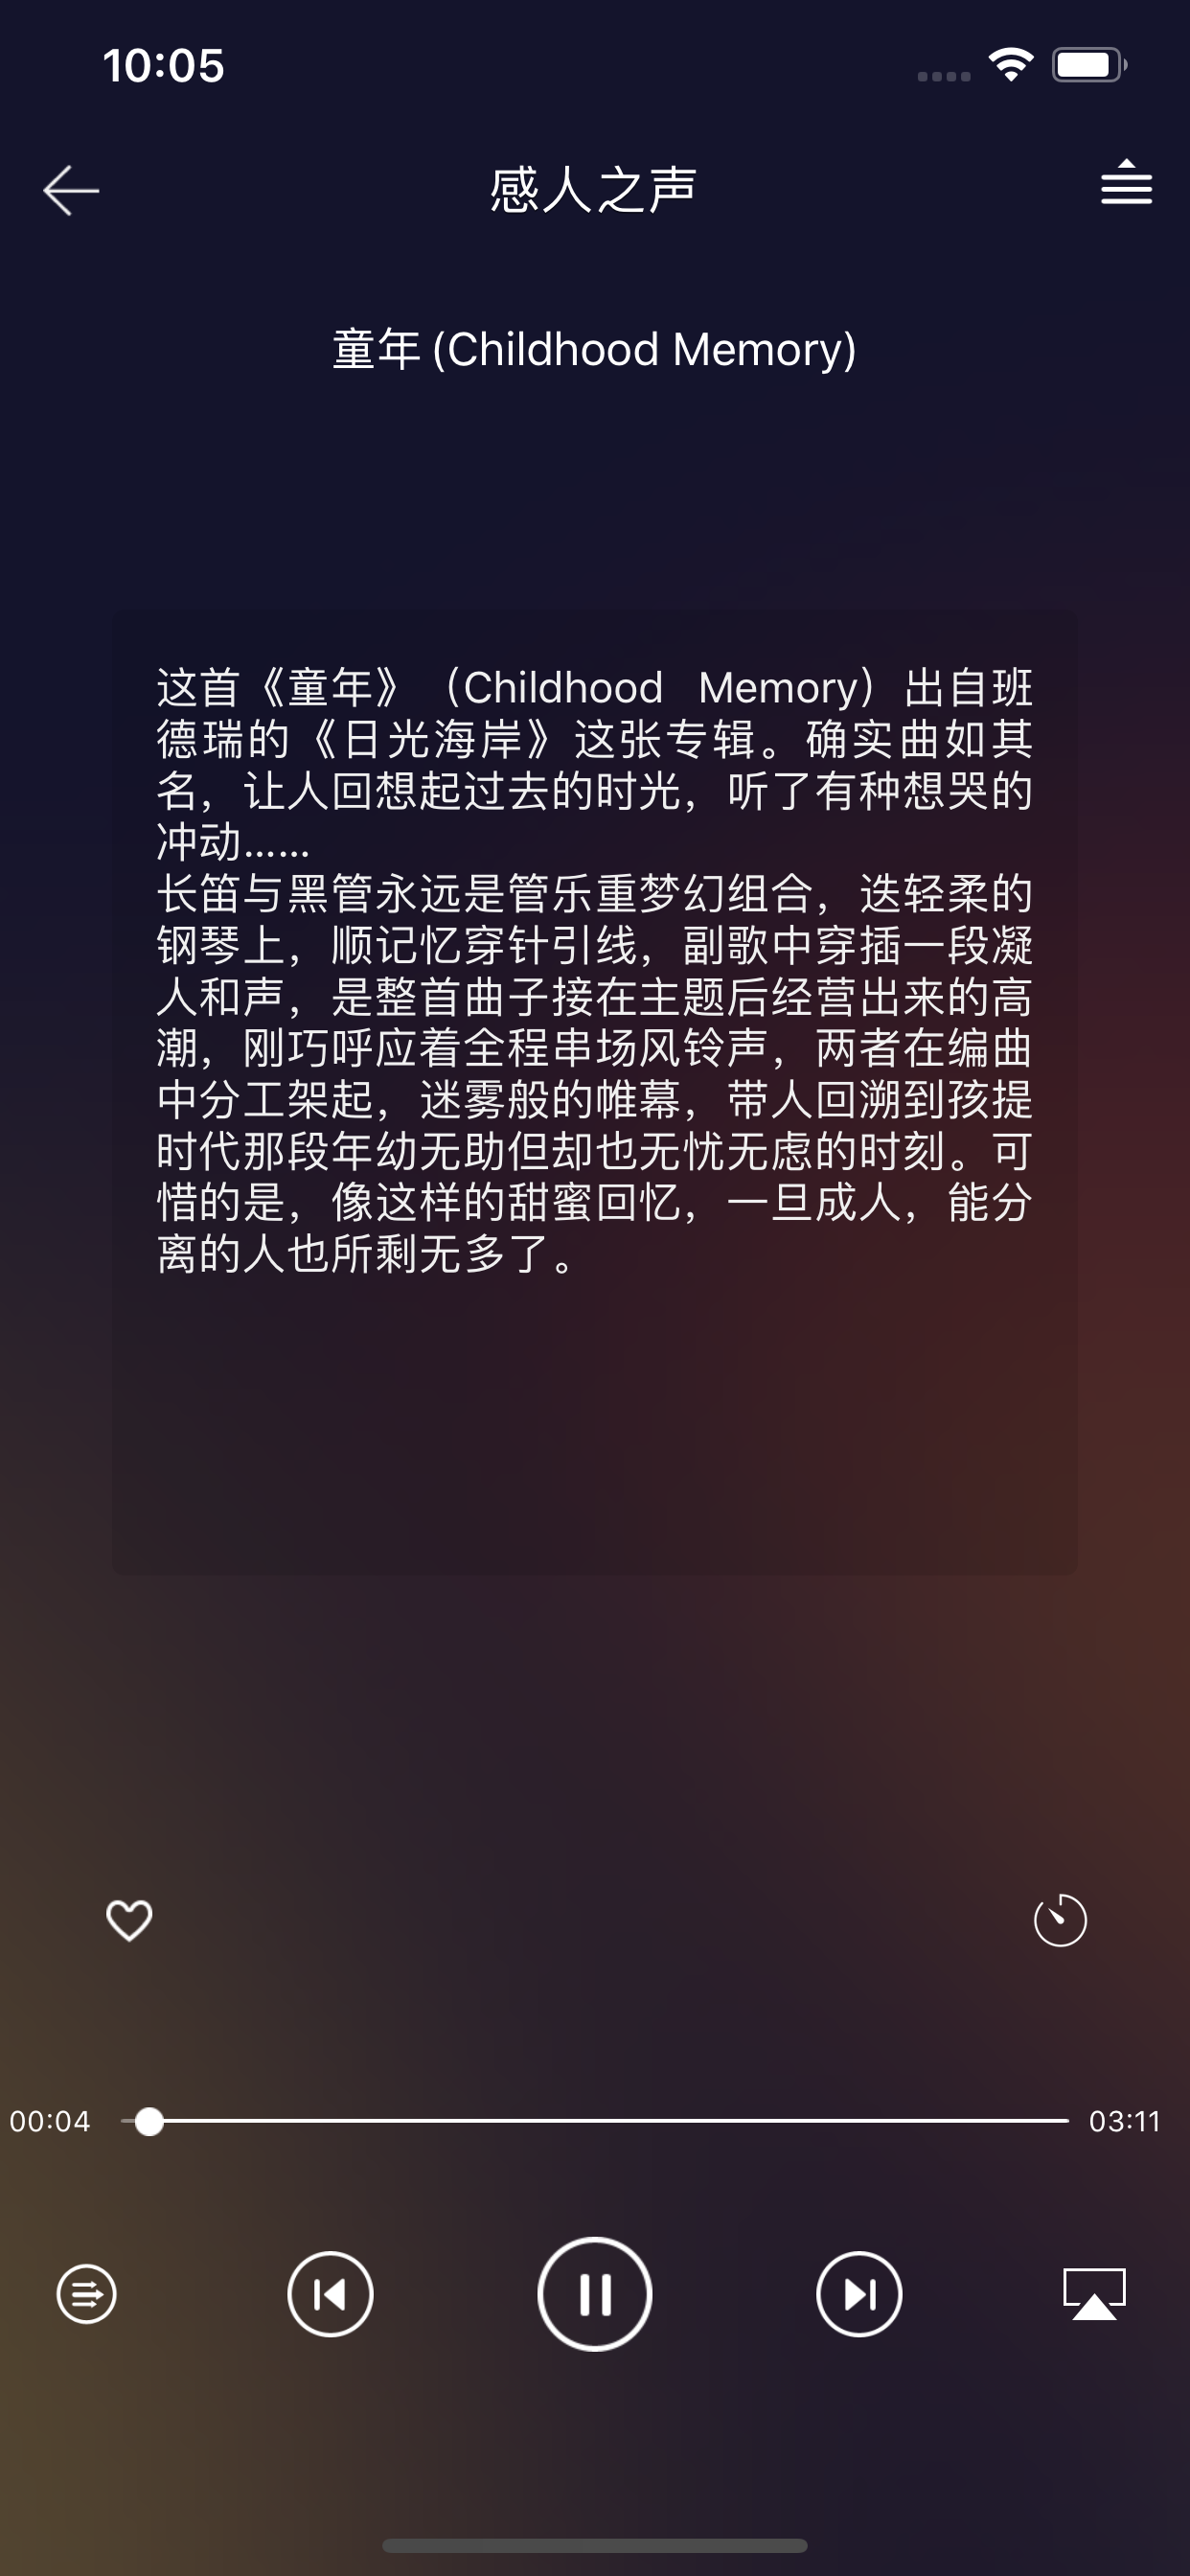 10:05
感人之声
童年 (Childhood Memory)
这首《童年》（Childhood Memory）出自班
德瑞的《日光海岸》这张专辑。确实曲如其
名，让人回想起过去的时光，听了有种想哭的
冲动……
长笛与黑管永远是管乐重梦幻组合，迭轻柔的
钢琴上，顺记忆穿针引线，副歌中穿插一段凝
人和声，是整首曲子接在主题后经营出来的高
潮，刚巧呼应着全程串场风铃声，两者在编曲
中分工架起，迷雾般的帷幕，带人回溯到孩提
时代那段年幼无助但却也无忧无虑的时刻。可
惜的是，像这样的甜蜜回忆，一旦成人，能分
离的人也所剩无多了。
00:04
03:11